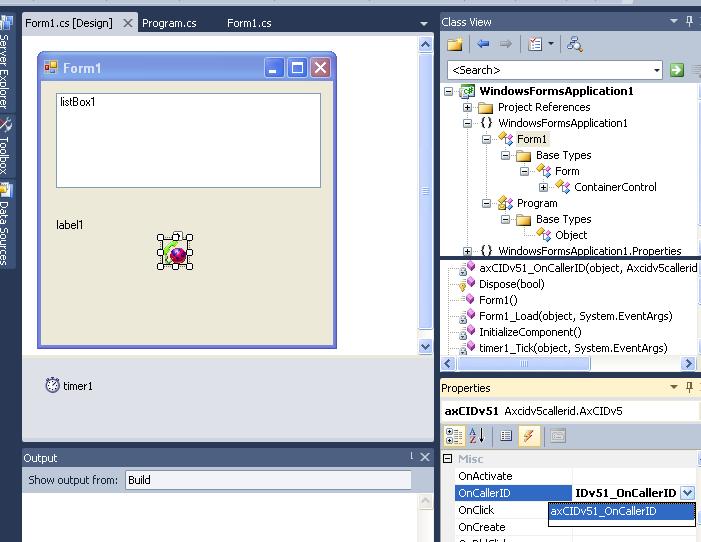 Form1.cs [Design]
Program.cs
Form1.cs
Server Explorer
Toolbox
Data Sources
Form1
listBox1
label1
timer1
Output
Show output from: Build
Class View
<Search>
WindowsFormsApplication1
Project References
WindowsFormsApplication1
Form1
Base Types
Form
ContainerControl
Program
Base Types
Object
WindowsFormsApplication1.Properties
axCIDv51_OnCallerID(object, Axcidv5callerid
Dispose(bool)
Form1()
Form1_Load(object, System.EventArgs)
InitializeComponent()
timer1_Tick(object, System.EventArgs)
Properties
axCIDv51 Axcidv5callerid.AxCIDv5
Misc
OnActivate
OnCallerID IDv51_OnCallerID
axCIDv51_OnCallerID
OnClick
OnCreate